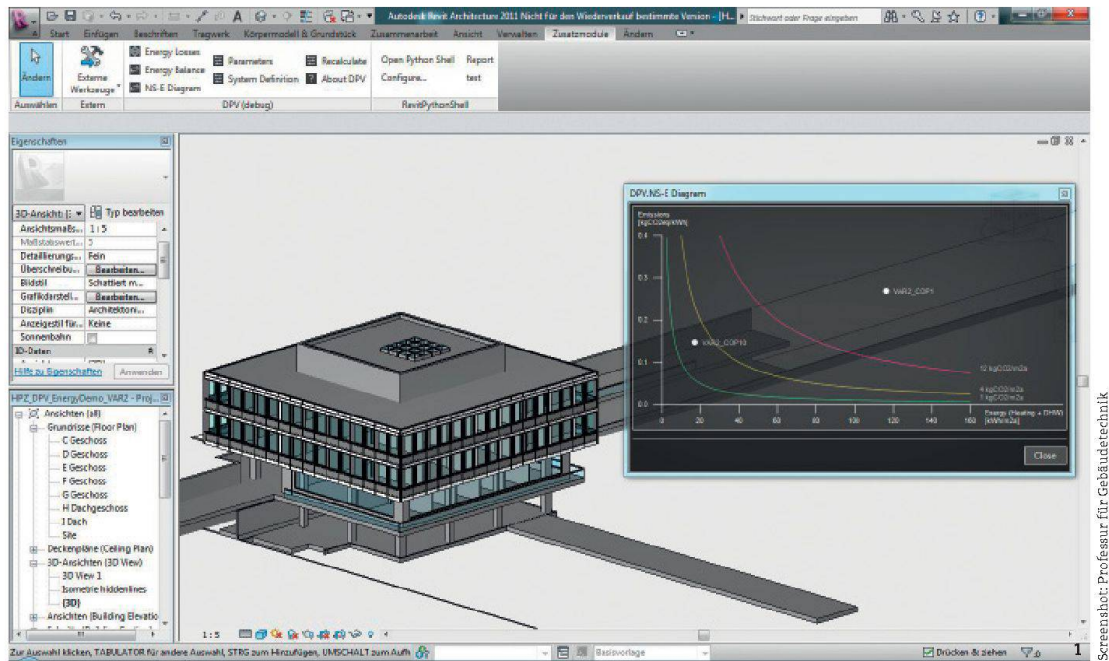 Autodesk Revit Architecture 2011 Nicht für den Wiederverkauf bestimmte Version - [H...
Stichwort oder Frage eingeben
Start Einfügen Beschriften Tragwerk Körpermodell & Grundstück Zusammenarbeit Ansicht Verwalten Zusatzmodule Ändern
Ändern
Externe Werkzeuge
Energy Losses
Energy Balance
NS-E Diagram
Parameters
System Definition
Recalculate
About DPV
Open Python Shell
Configure...
Report
test
Auswählen Extern DPV (debug) RevitPythonShell
Eigenschaften
3D-Ansicht: [
Typ bearbeiten
Ansichtsmaßs... 1 : 5
Maßstabswert... 5
Detaillierungs... Fein
Überschreibu... Bearbeiten...
Bildstil Schattiert m...
Grafikdarstell... Bearbeiten...
Disziplin Architektoni...
Anzeigestil für... Keine
Sonnenbahn
ID-Daten
Hilfe zu Eigenschaften
Anwenden
HPZ_DPV_EnergyDemo_VAR2 - Proj...
Ansichten (all)
Grundrisse (Floor Plan)
C Geschoss
D Geschoss
E Geschoss
F Geschoss
G Geschoss
H Dachgeschoss
I Dach
Site
Deckenpläne (Ceiling Plan)
3D-Ansichten (3D View)
3D View 1
Isometrie hiddenlines
{3D}
Ansichten (Building Elevatio
DPV.NS-E Diagram
Emissions
[kgCO2eq/kWh]
0.4
0.3
0.2
0.1
0.0
0 20 40 60 80 100 120 140 160
VAR2_COP1
VAR2_COP10
12 kgCO2/m2a
4 kgCO2/m2a
1 kgCO2/m2a
Energy (Heating + DHW)
[kWh/m2a]
Close
1:5
Zur Auswahl klicken, TABULATOR für andere Auswahl, STRG zum Hinzufügen, UMSCHALT zum Aufh
Basisvorlage
Drücken & ziehen
:0
1
Screenshot: Professur für Gebäudetechnik